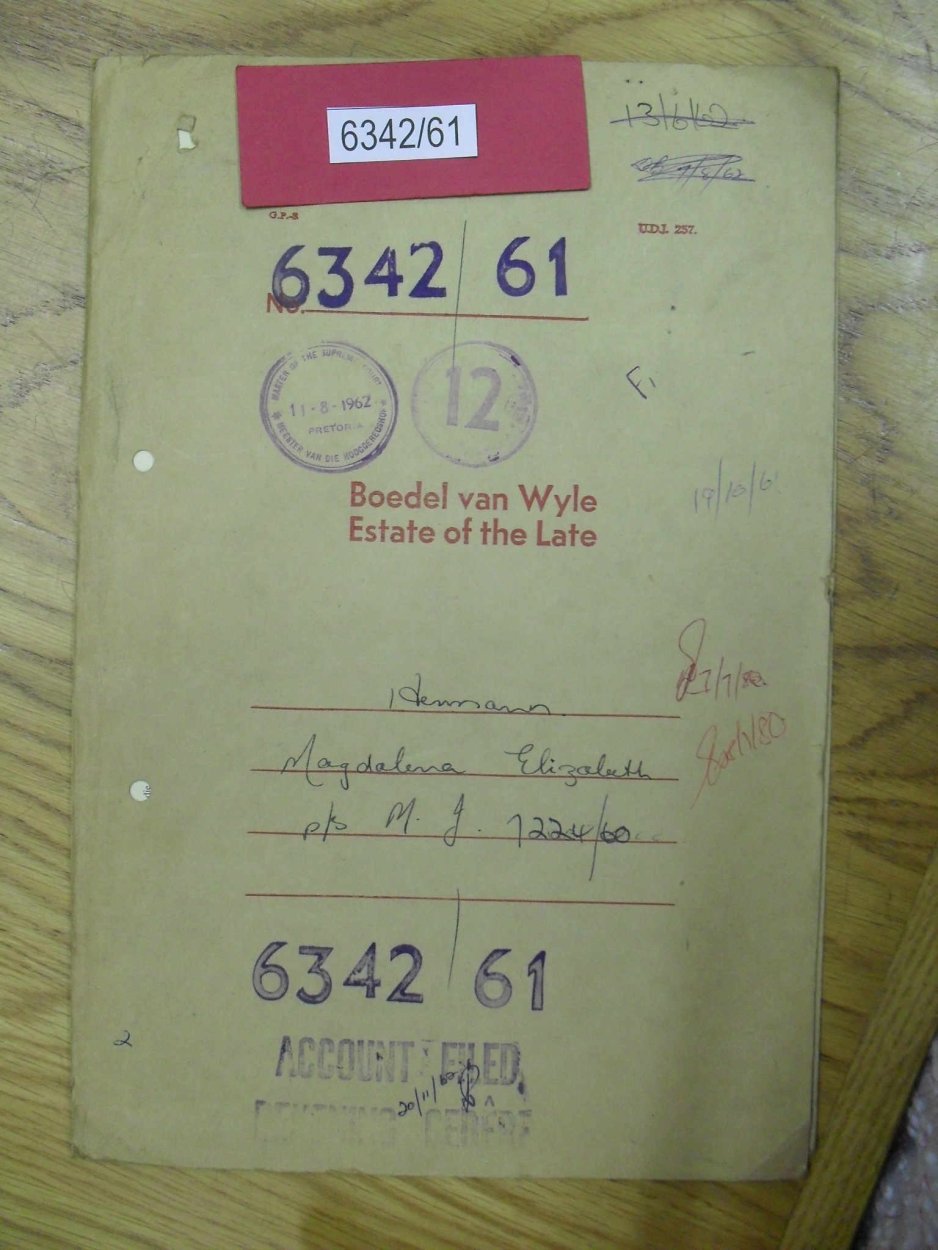 6342/61
13/6/62
G.P.-S
U.D.J. 257.
6342 / 61
No.
MASTER OF THE SUPREME COURT
11-8-1962
PRETORIA
MEESTER VAN DIE HOOGGEREGSHOF
12
F.
19/10/61
Boedel van Wyle
Estate of the Late
Hermann
Magdalena Elizabeth
p/s M. J. 1224/60
6342 / 61
2
ACCOUNT FILED
20/11/
REKENING